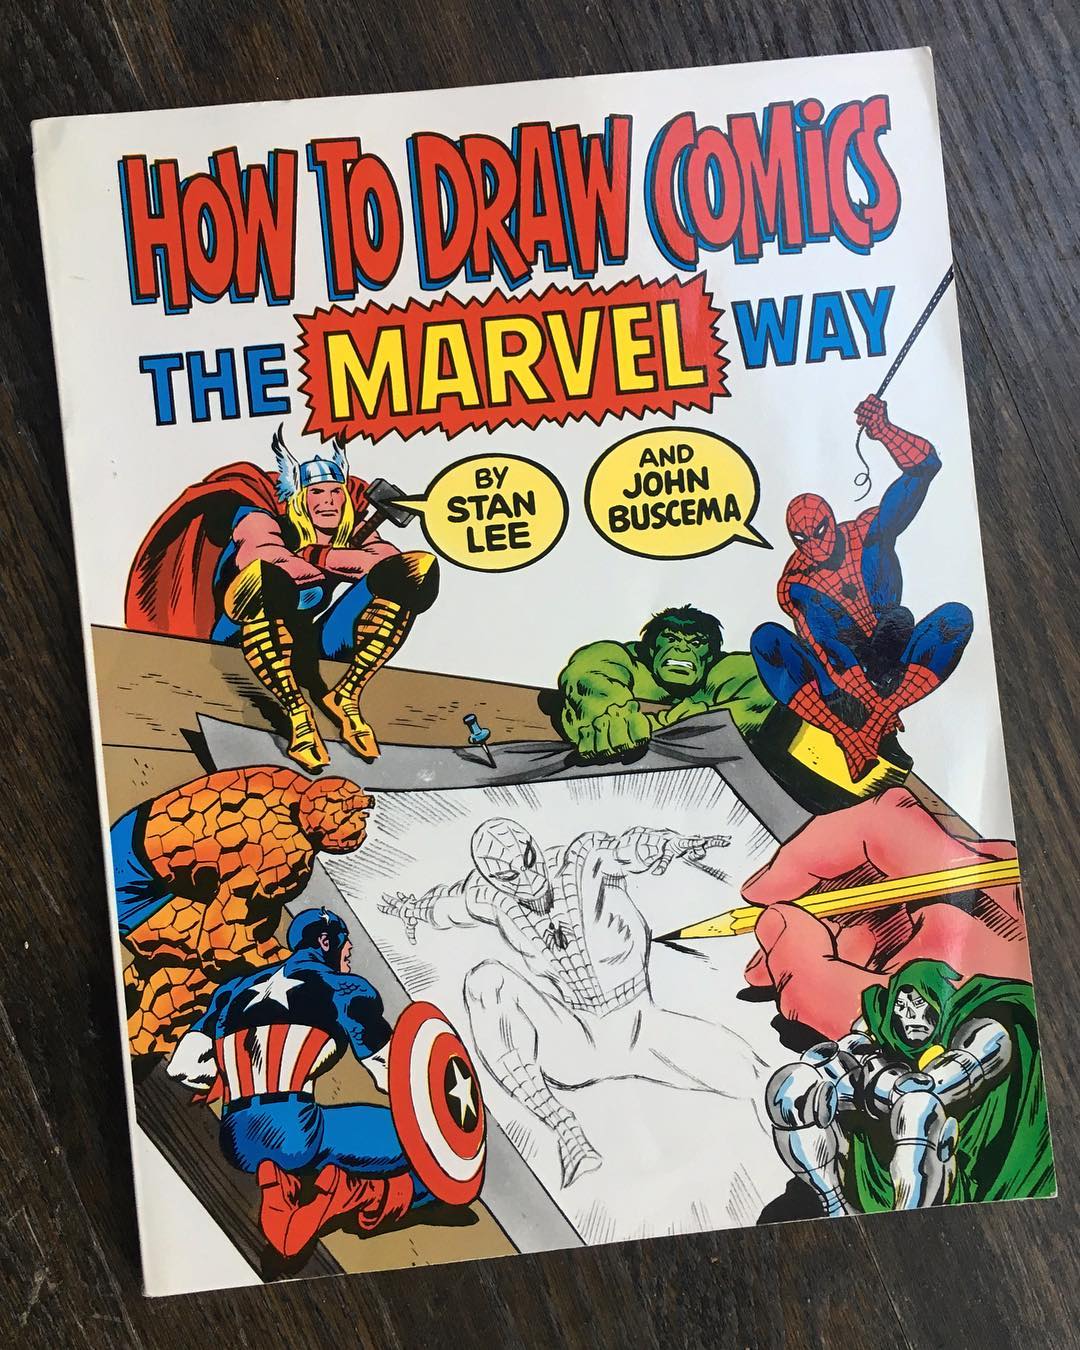 HOW TO DRAW COMiCS
THE MARVEL WAY
BY
STAN
LEE
AND
JOHN
BUSCEMA